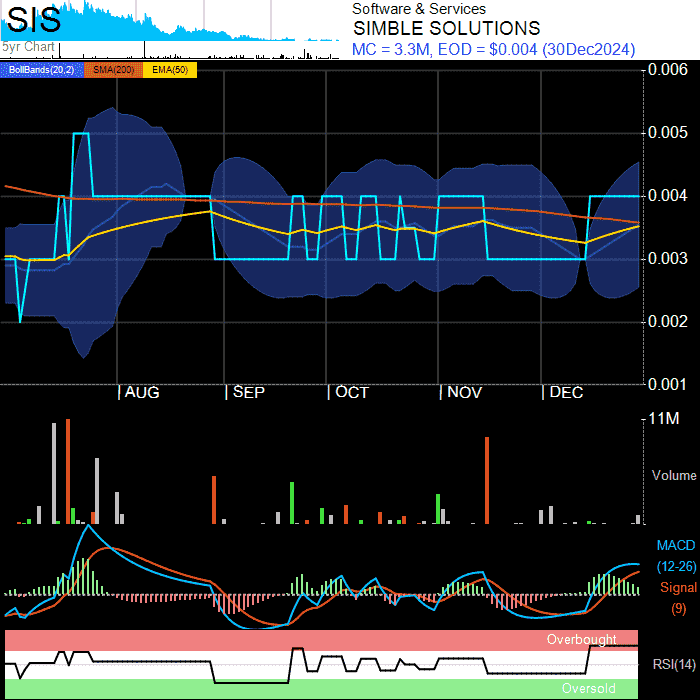 SIS
5yr Chart
Software & Services
SIMBLE SOLUTIONS
MC = 3.3M, EOD = $0.004 (30Dec2024)
BollBands(20,2) SMA(200) EMA(50)
0.006
0.005
0.004
0.003
0.002
0.001
AUG SEP OCT NOV DEC
11M
Volume
MACD
(12-26)
Signal
(9)
Overbought
RSI(14)
Oversold